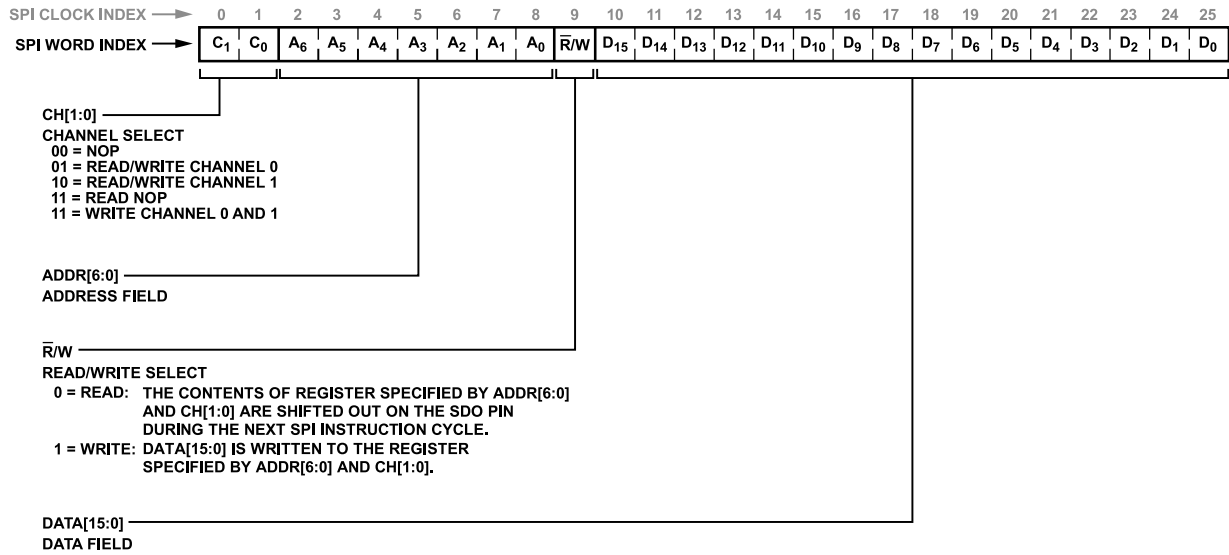 SPI CLOCK INDEX 0 1 2 3 4 5 6 7 8 9 10 11 12 13 14 15 16 17 18 19 20 21 22 23 24 25
SPI WORD INDEX C₁ C₀ A₆ A₅ A₄ A₃ A₂ A₁ A₀ R̅/W D₁₅ D₁₄ D₁₃ D₁₂ D₁₁ D₁₀ D₉ D₈ D₇ D₆ D₅ D₄ D₃ D₂ D₁ D₀
CH[1:0]
CHANNEL SELECT
00 = NOP
01 = READ/WRITE CHANNEL 0
10 = READ/WRITE CHANNEL 1
11 = READ NOP
11 = WRITE CHANNEL 0 AND 1
ADDR[6:0]
ADDRESS FIELD
R̅/W
READ/WRITE SELECT
0 = READ: THE CONTENTS OF REGISTER SPECIFIED BY ADDR[6:0]
AND CH[1:0] ARE SHIFTED OUT ON THE SDO PIN
DURING THE NEXT SPI INSTRUCTION CYCLE.
1 = WRITE: DATA[15:0] IS WRITTEN TO THE REGISTER
SPECIFIED BY ADDR[6:0] AND CH[1:0].
DATA[15:0]
DATA FIELD